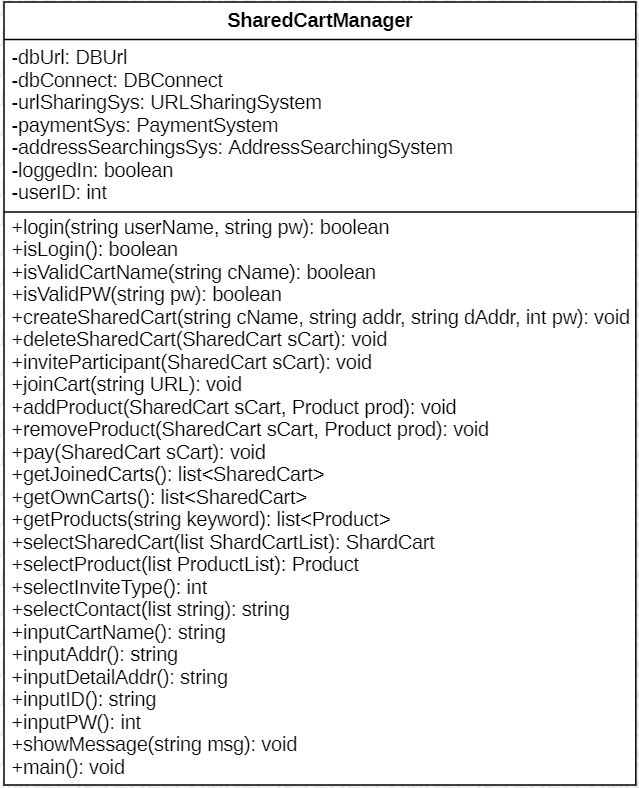 SharedCartManager
-dbUrl: DBUrl
-dbConnect: DBConnect
-urlSharingSys: URLSharingSystem
-paymentSys: PaymentSystem
-addressSearchingsSys: AddressSearchingSystem
-loggedIn: boolean
-userID: int
+login(string userName, string pw): boolean
+isLogin(): boolean
+isValidCartName(string cName): boolean
+isValidPW(string pw): boolean
+createSharedCart(string cName, string addr, string dAddr, int pw): void
+deleteSharedCart(SharedCart sCart): void
+inviteParticipant(SharedCart sCart): void
+joinCart(string URL): void
+addProduct(SharedCart sCart, Product prod): void
+removeProduct(SharedCart sCart, Product prod): void
+pay(SharedCart sCart): void
+getJoinedCarts(): list<SharedCart>
+getOwnCarts(): list<SharedCart>
+getProducts(string keyword): list<Product>
+selectSharedCart(list ShardCartList): ShardCart
+selectProduct(list ProductList): Product
+selectInviteType(): int
+selectContact(list string): string
+inputCartName(): string
+inputAddr(): string
+inputDetailAddr(): string
+inputID(): string
+inputPW(): int
+showMessage(string msg): void
+main(): void